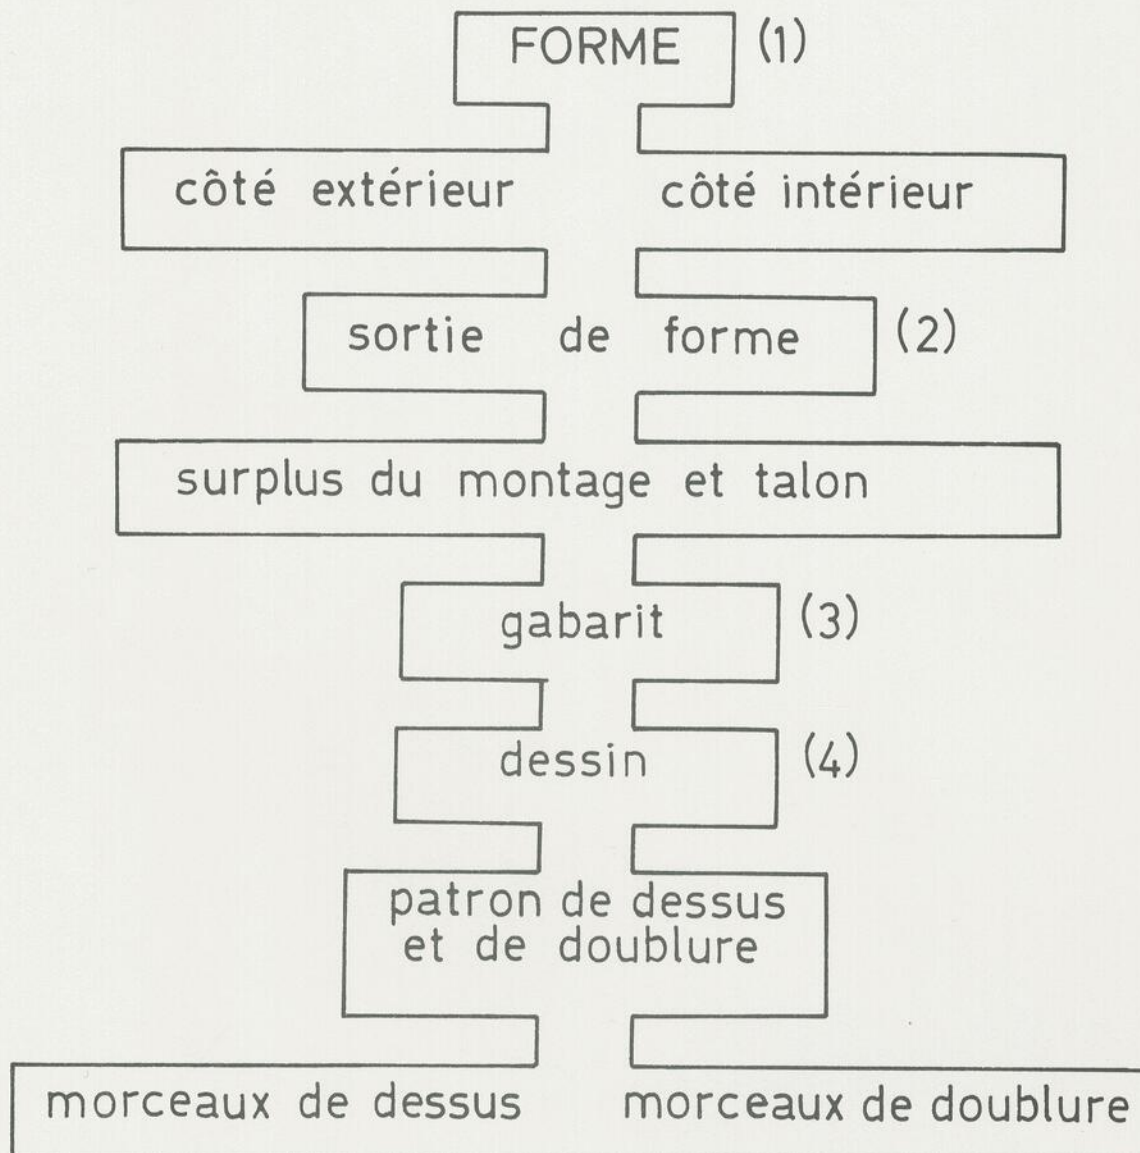 FORME (1)
côté extérieur côté intérieur
sortie de forme (2)
surplus du montage et talon
gabarit (3)
dessin (4)
patron de dessus
et de doublure
morceaux de dessus morceaux de doublure